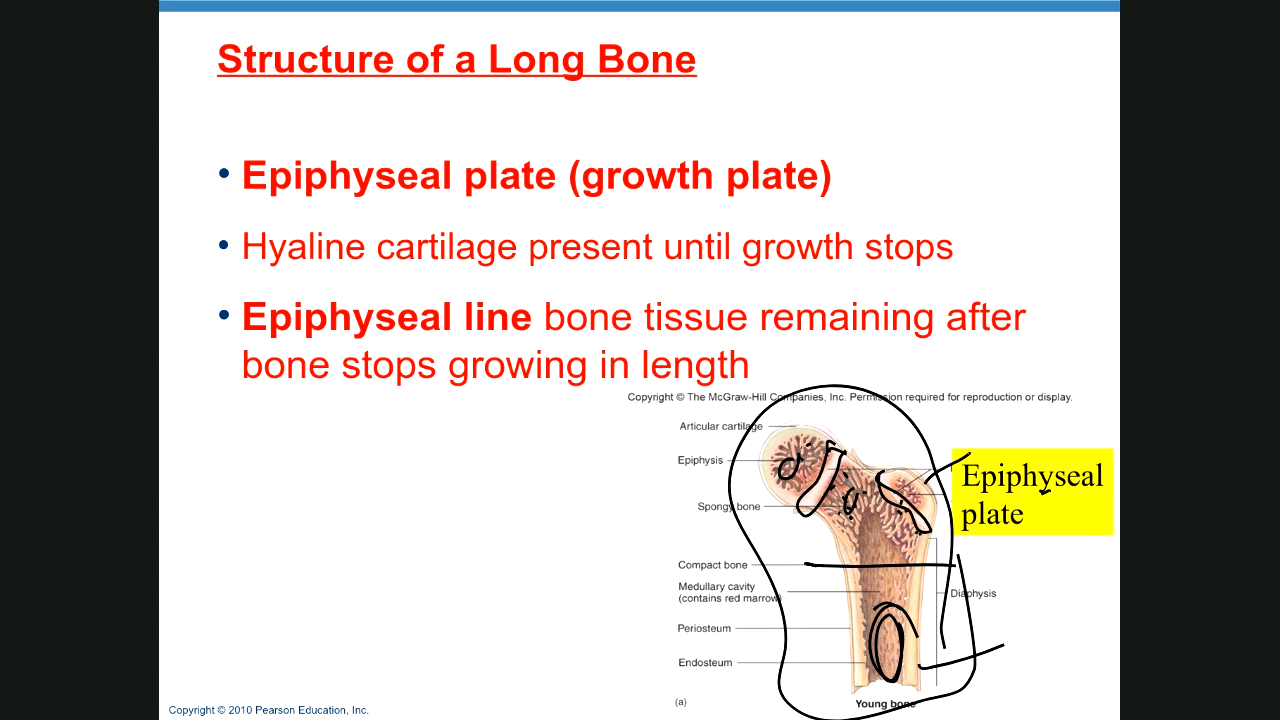 Structure of a Long Bone
• Epiphyseal plate (growth plate)
• Hyaline cartilage present until growth stops
• Epiphyseal line bone tissue remaining after
bone stops growing in length
Copyright © The McGraw-Hill Companies, Inc. Permission required for reproduction or display.
Articular cartilage
Epiphysis
Epiphyseal
plate
Spongy bone
Compact bone
Medullary cavity
(contains red marrow)
Diaphysis
Periosteum
Endosteum
(a)
Young bone
Copyright © 2010 Pearson Education, Inc.